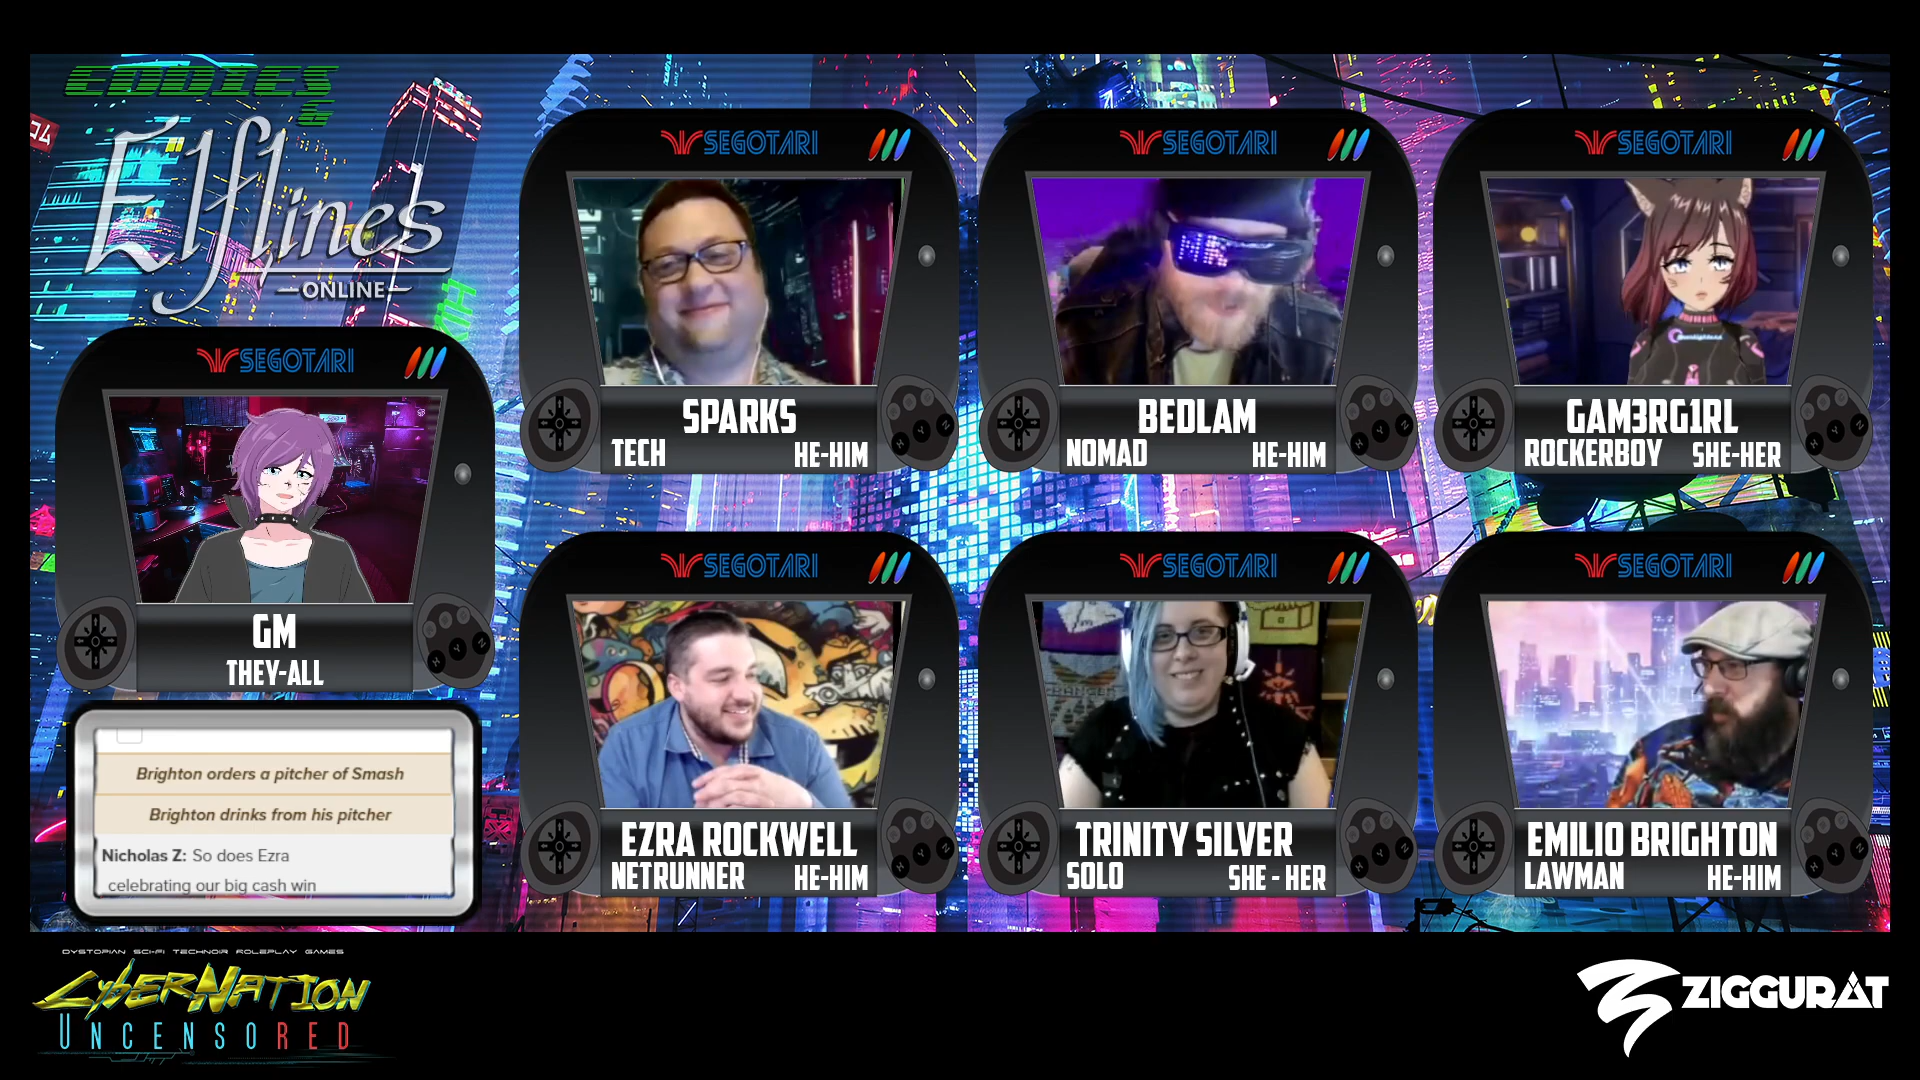 EDDIES
&
Elflines
ONLINE
SEGOTARI
GM
THEY-ALL
Brighton orders a pitcher of Smash
Brighton drinks from his pitcher
Nicholas Z: So does Ezra
celebrating our big cash win
SEGOTARI
SPARKS
TECH HE-HIM
SEGOTARI
BEDLAM
NOMAD HE-HIM
SEGOTARI
GAM3RG1RL
ROCKERBOY SHE-HER
SEGOTARI
EZRA ROCKWELL
NETRUNNER HE-HIM
SEGOTARI
TRINITY SILVER
SOLO SHE - HER
SEGOTARI
EMILIO BRIGHTON
LAWMAN HE-HIM
DYSTOPIAN SCI-FI TECHNOIR ROLEPLAY GAMES
CYBERNATION
UNCENSORED
ZIGGURAT